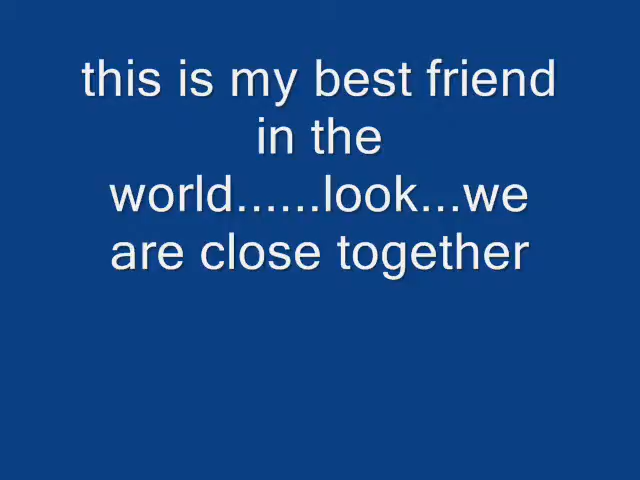 this is my best friend
in the
world......look...we
are close together